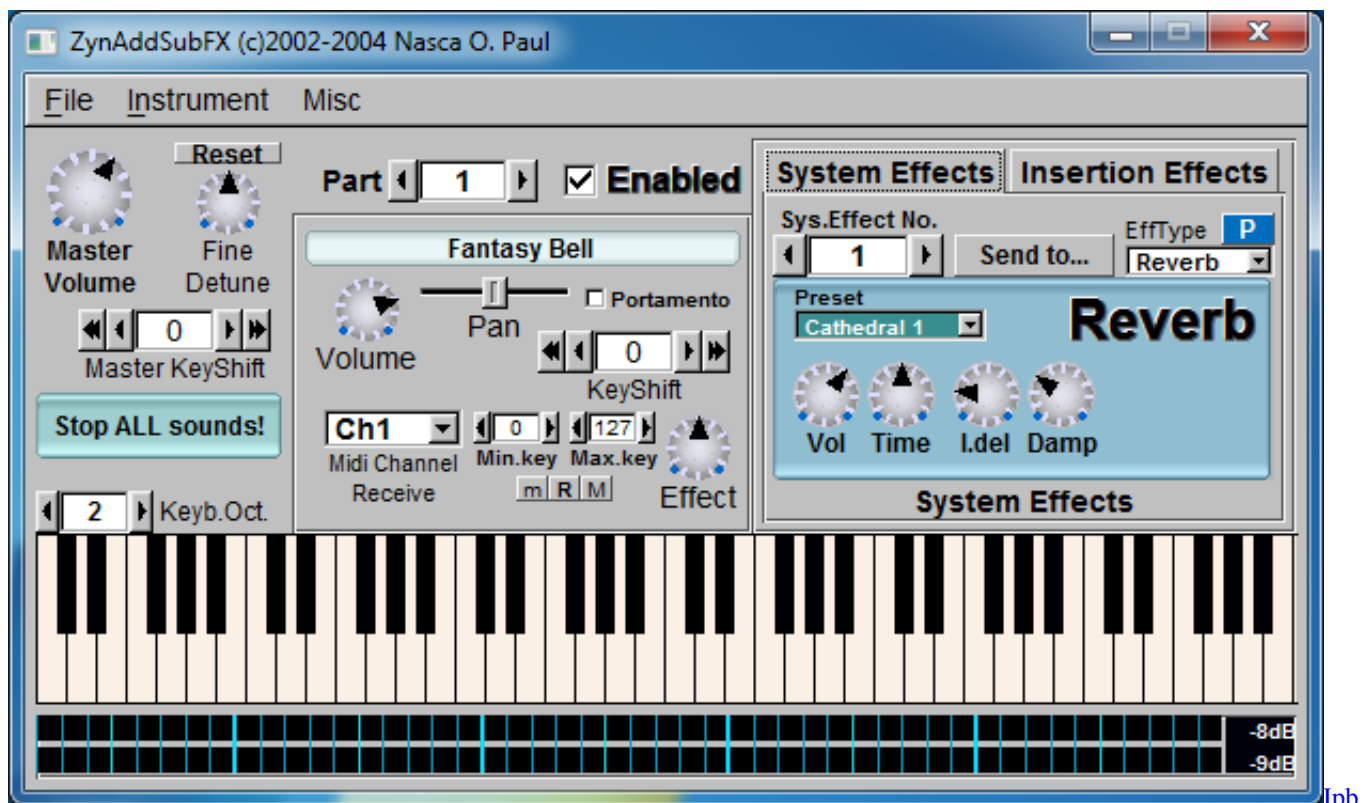 ZynAddSubFX (c)2002-2004 Nasca O. Paul
File Instrument Misc
Reset
Master
Volume
Fine
Detune
0
Master KeyShift
Stop ALL sounds!
2 Keyb.Oct.
Part 1 Enabled
Fantasy Bell
Volume
Pan
Portamento
0
KeyShift
Ch1
Midi Channel
Receive
0 127
Min.key Max.key
m R M
Effect
System Effects Insertion Effects
Sys.Effect No.
1 Send to...
EffType P
Reverb
Preset
Cathedral 1
Reverb
Vol Time I.del Damp
System Effects
-8dB
-9dB